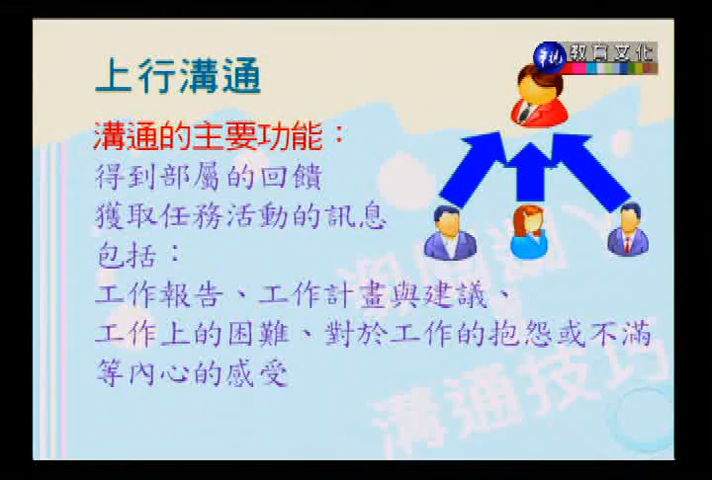 華視 教育文化
上行溝通
溝通的主要功能：
得到部屬的回饋
獲取任務活動的訊息
包括：
工作報告、工作計畫與建議、
工作上的困難、對於工作的抱怨或不滿
等內心的感受
溝通技巧